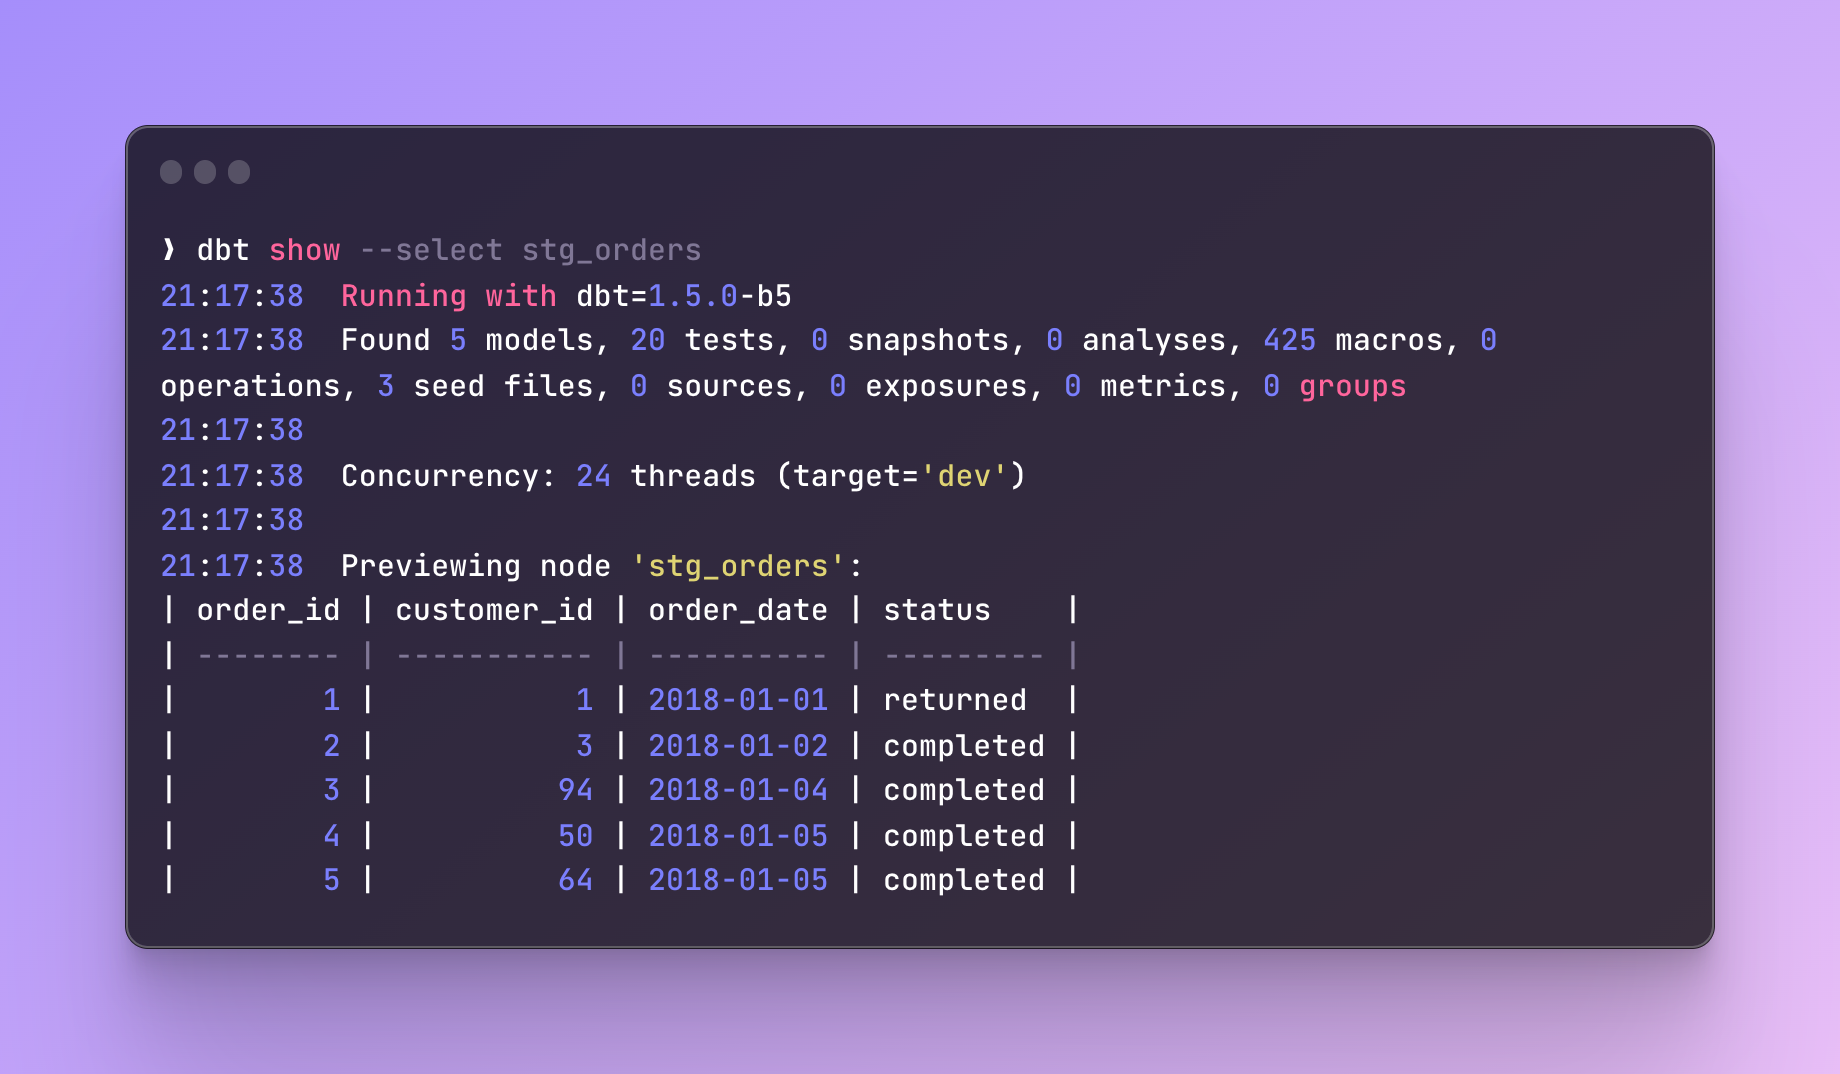 ❯ dbt show --select stg_orders
21:17:38  Running with dbt=1.5.0-b5
21:17:38  Found 5 models, 20 tests, 0 snapshots, 0 analyses, 425 macros, 0
operations, 3 seed files, 0 sources, 0 exposures, 0 metrics, 0 groups
21:17:38
21:17:38  Concurrency: 24 threads (target='dev')
21:17:38
21:17:38  Previewing node 'stg_orders':
| order_id | customer_id | order_date | status    |
| -------- | ----------- | ---------- | --------- |
|        1 |           1 | 2018-01-01 | returned  |
|        2 |           3 | 2018-01-02 | completed |
|        3 |          94 | 2018-01-04 | completed |
|        4 |          50 | 2018-01-05 | completed |
|        5 |          64 | 2018-01-05 | completed |